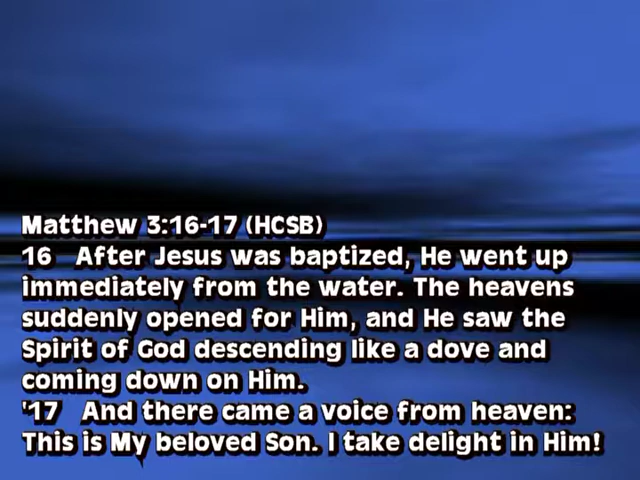 Matthew 3:16-17 (HCSB)
16 After Jesus was baptized, He went up
immediately from the water. The heavens
suddenly opened for Him, and He saw the
Spirit of God descending like a dove and
coming down on Him.
'17 And there came a voice from heaven:
This is My beloved Son. I take delight in Him!